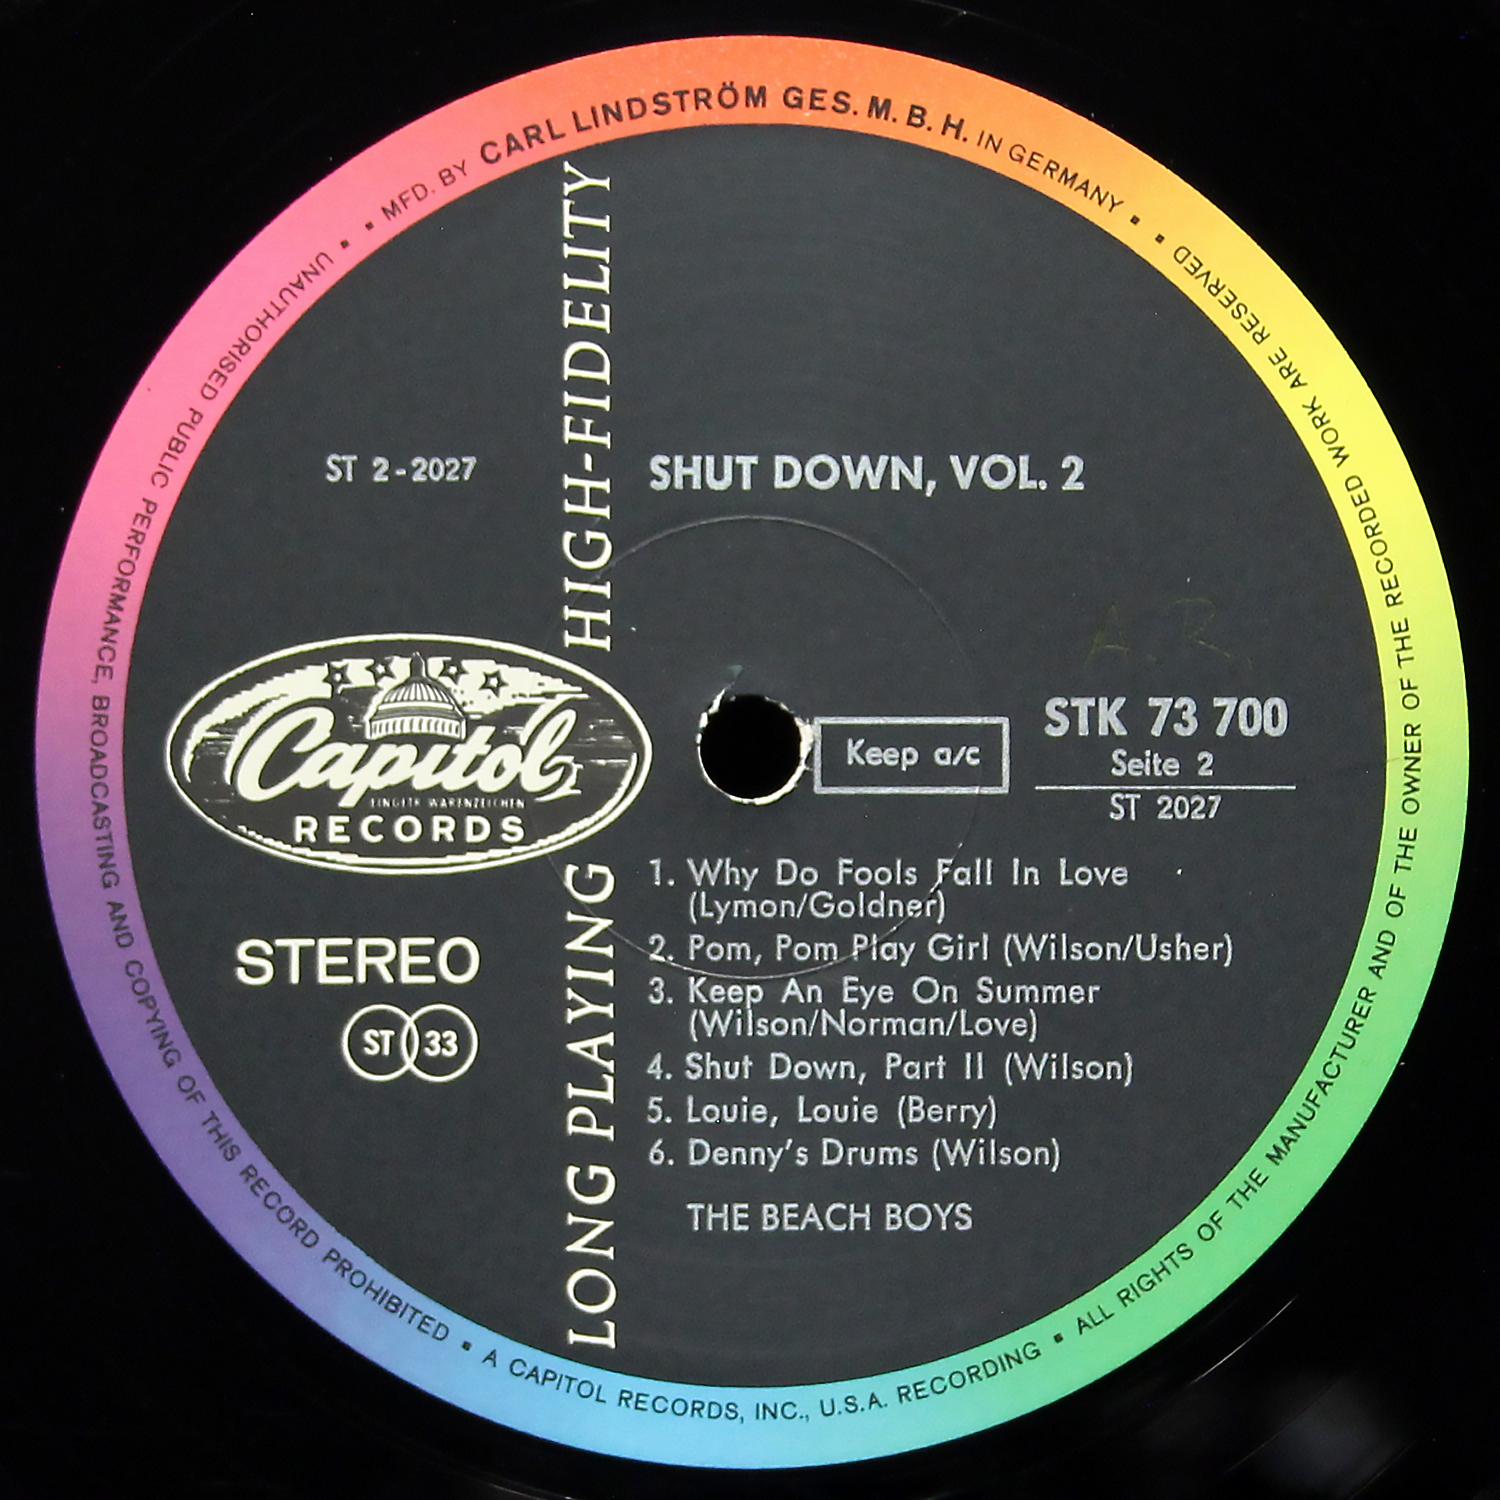 MFD. BY CARL LINDSTRÖM GES. M. B. H. IN GERMANY
HIGH-FIDELITY
ST 2-2027
SHUT DOWN, VOL. 2
A. R.
Capitol
EINGETR WARENZEICHEN
RECORDS
Keep a/c
STK 73 700
Seite 2
ST 2027
STEREO
ST 33
LONG PLAYING
1. Why Do Fools Fall In Love
(Lymon/Goldner)
2. Pom, Pom Play Girl (Wilson/Usher)
3. Keep An Eye On Summer
(Wilson/Norman/Love)
4. Shut Down, Part II (Wilson)
5. Louie, Louie (Berry)
6. Denny's Drums (Wilson)
THE BEACH BOYS
UNAUTHORISED PUBLIC PERFORMANCE, BROADCASTING AND COPYING OF THIS RECORD PROHIBITED ▪ A CAPITOL RECORDS, INC., U.S.A. RECORDING ▪ ALL RIGHTS OF THE MANUFACTURER AND OF THE OWNER OF THE RECORDED WORK ARE RESERVED